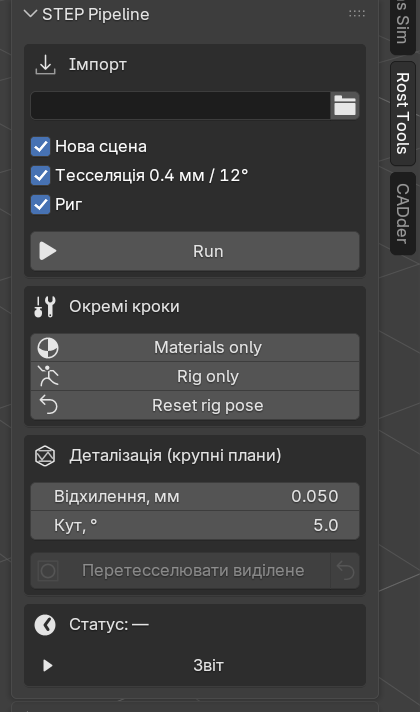 STEP Pipeline
s Sim
Імпорт
Rost Tools
Нова сцена
Тесселяція 0.4 мм / 12°
Риг
CADder
Run
Окремі кроки
Materials only
Rig only
Reset rig pose
Деталізація (крупні плани)
Відхилення, мм 0.050
Кут, ° 5.0
Перетесселювати виділене
Статус: —
Звіт